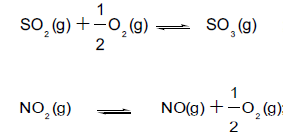 SO₂(g) + 1/2 O₂(g) ⇌ SO₃(g)
NO₂(g) ⇌ NO(g) + 1/2 O₂(g);